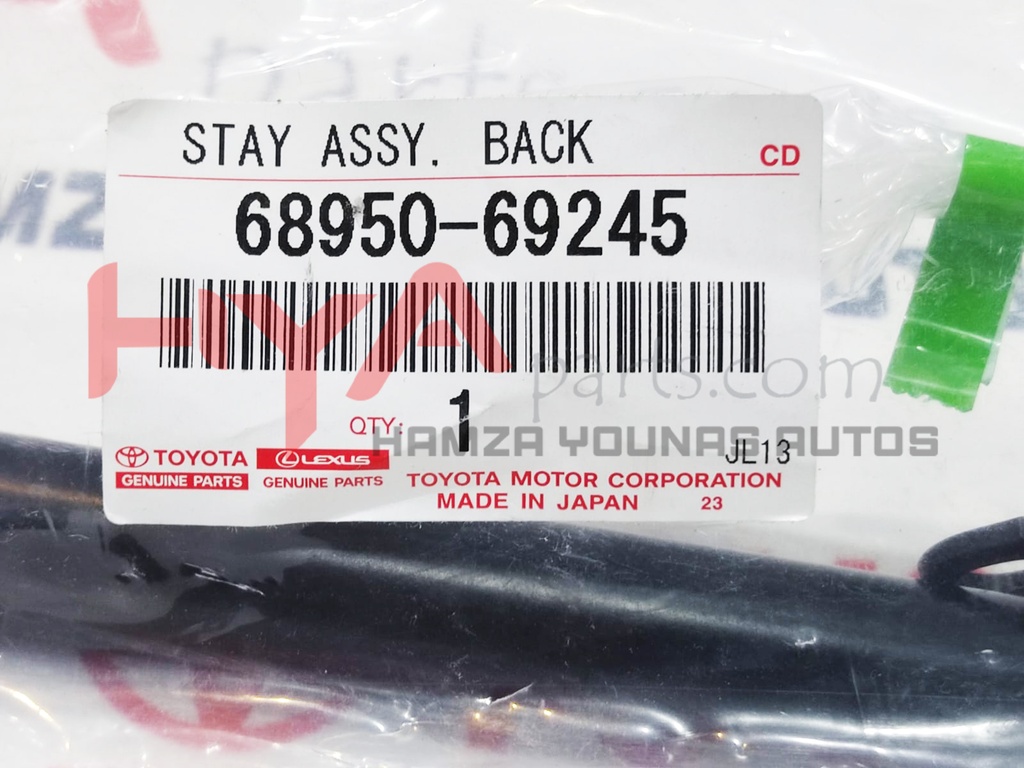 STAY ASSY. BACK
CD
68950-69245
HYA parts.com
QTY: 1
HAMZA YOUNAS AUTOS
JL13
TOYOTA LEXUS
GENUINE PARTS GENUINE PARTS
TOYOTA MOTOR CORPORATION
MADE IN JAPAN 23